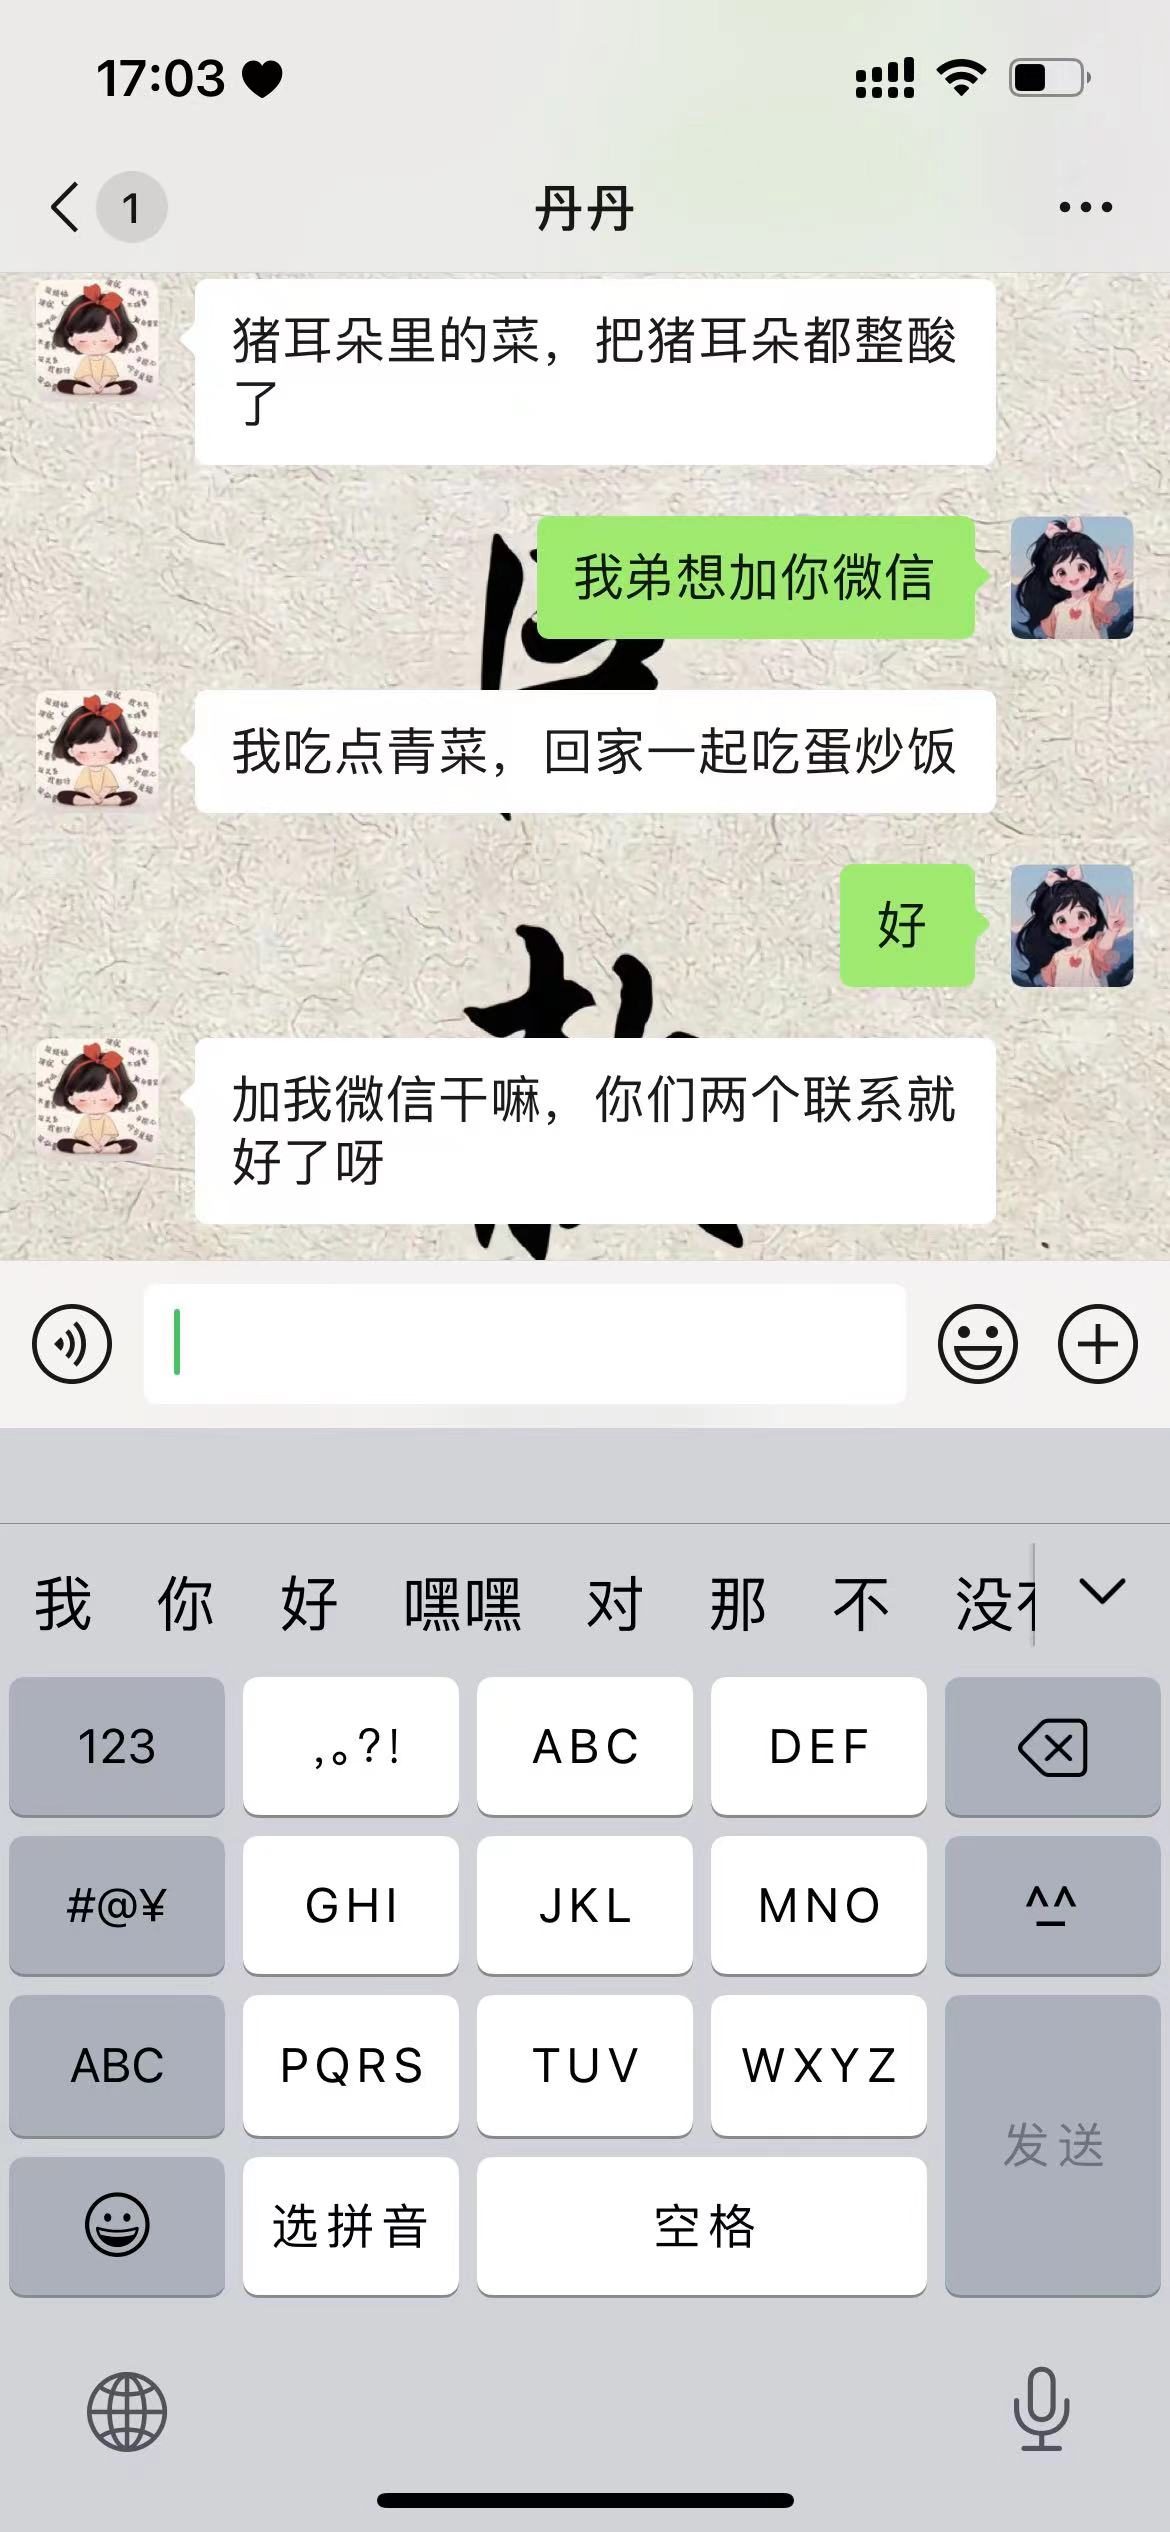 17:03
1
丹丹
猪耳朵里的菜，把猪耳朵都整酸
了
我弟想加你微信
我吃点青菜，回家一起吃蛋炒饭
好
加我微信干嘛，你们两个联系就
好了呀
我 你 好 嘿嘿 对 那 不 没
123 ,。?! ABC DEF
#@¥ GHI JKL MNO ^^
ABC PQRS TUV WXYZ
发送
选拼音 空格